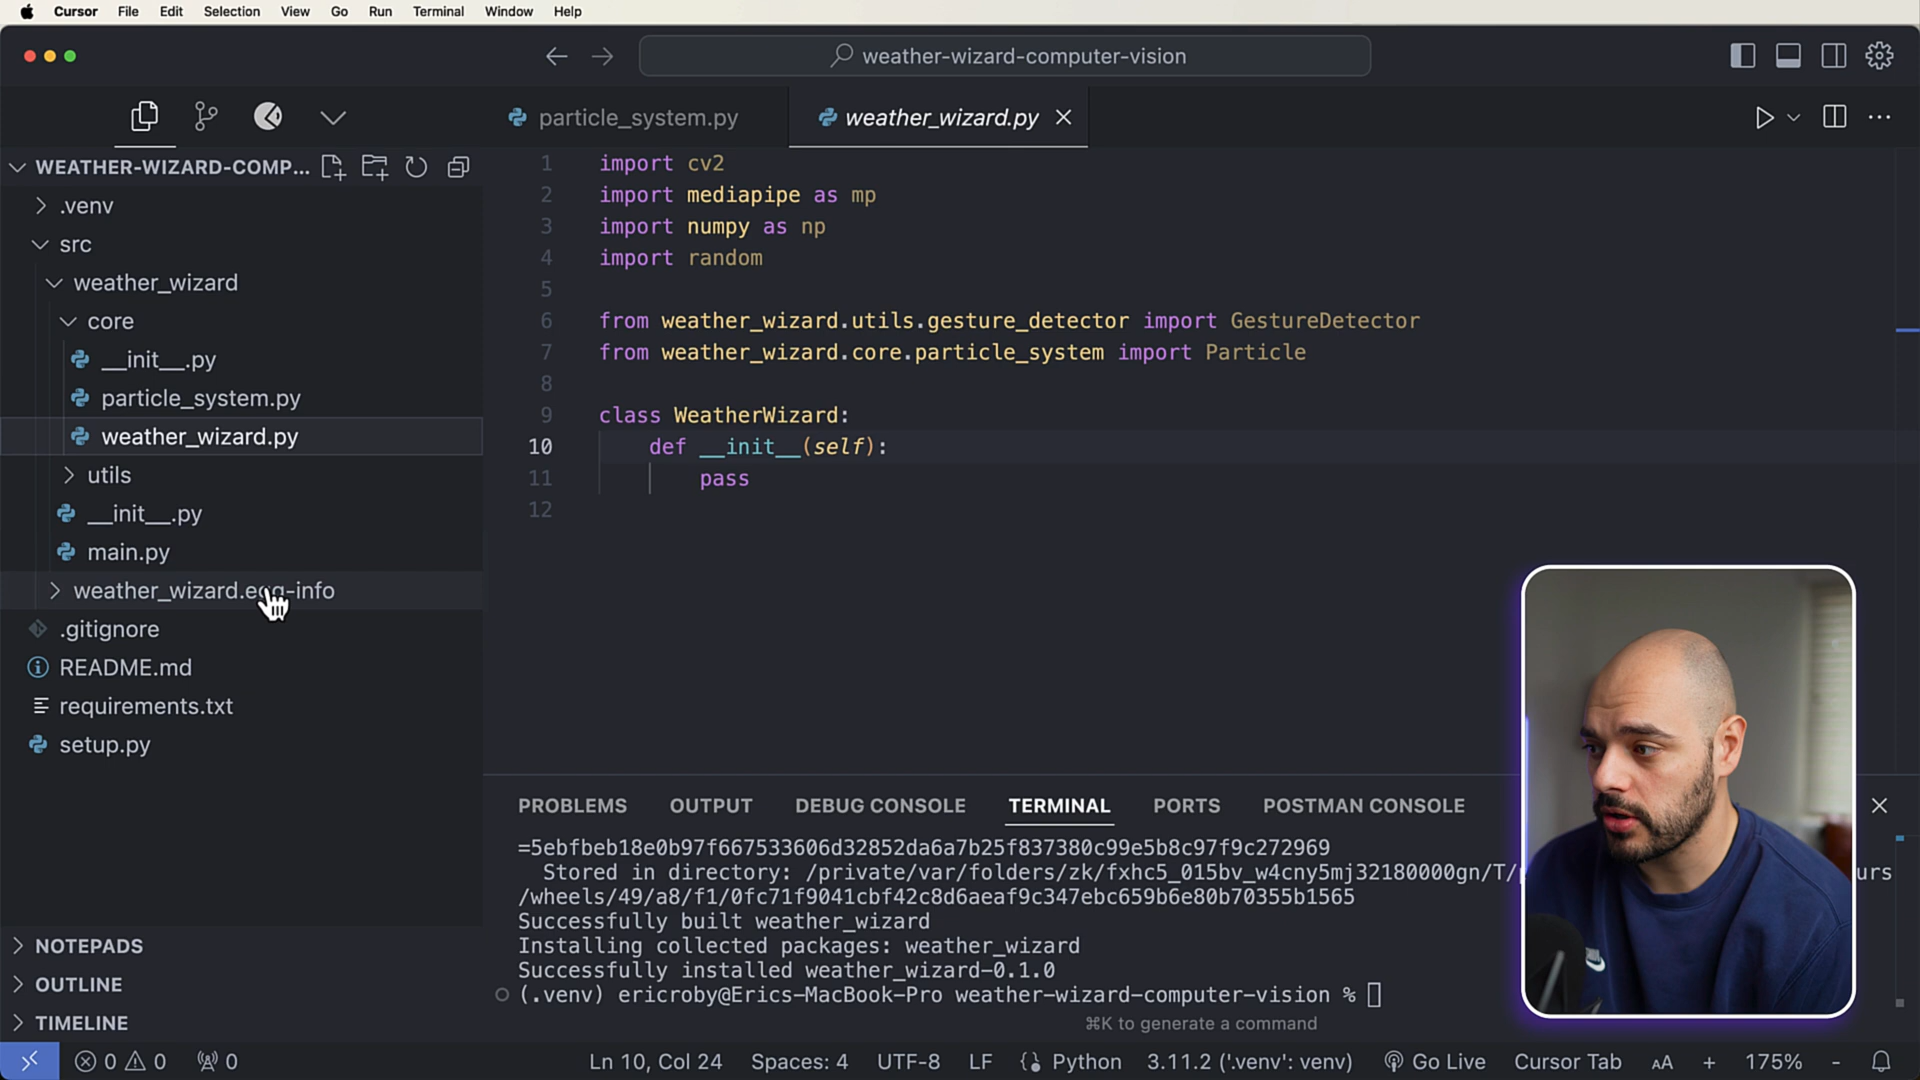 Cursor File Edit Selection View Go Run Terminal Window Help
weather-wizard-computer-vision
particle_system.py
weather_wizard.py
WEATHER-WIZARD-COMP...
.venv
src
weather_wizard
core
__init__.py
particle_system.py
weather_wizard.py
utils
__init__.py
main.py
weather_wizard.egg-info
.gitignore
README.md
requirements.txt
setup.py
NOTEPADS
OUTLINE
TIMELINE
1 import cv2
2 import mediapipe as mp
3 import numpy as np
4 import random
5
6 from weather_wizard.utils.gesture_detector import GestureDetector
7 from weather_wizard.core.particle_system import Particle
8
9 class WeatherWizard:
10 def __init__(self):
11 pass
12
PROBLEMS OUTPUT DEBUG CONSOLE TERMINAL PORTS POSTMAN CONSOLE
=5ebfbeb18e0b97f667533606d32852da6a7b25f837380c99e5b8c97f9c272969
Stored in directory: /private/var/folders/zk/fxhc5_015bv_w4cny5mj32180000gn/T/p urs
/wheels/49/a8/f1/0fc71f9041cbf42c8d6aeaf9c347ebc659b6e80b70355b1565
Successfully built weather_wizard
Installing collected packages: weather_wizard
Successfully installed weather_wizard-0.1.0
(.venv) ericroby@Erics-MacBook-Pro weather-wizard-computer-vision %
⌘K to generate a command
0 0 0 Ln 10, Col 24 Spaces: 4 UTF-8 LF Python 3.11.2 ('.venv': venv) Go Live Cursor Tab AA + 175% -